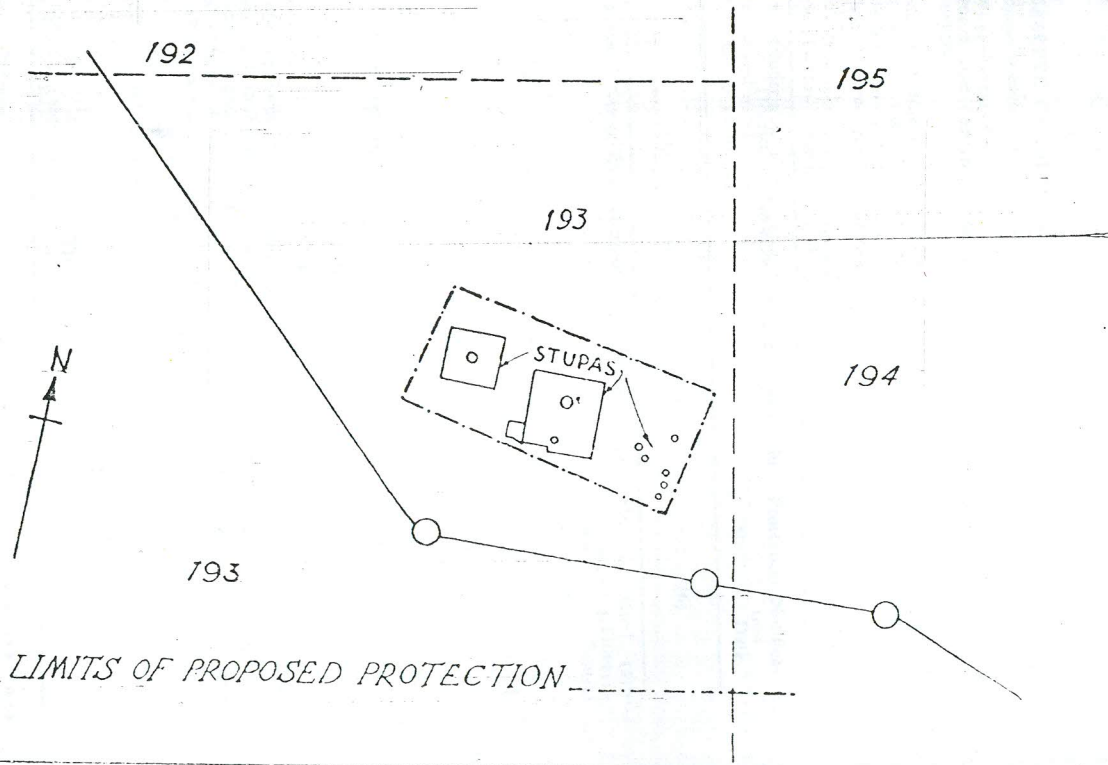 192
195
193
N
STUPAS
194
193
LIMITS OF PROPOSED PROTECTION